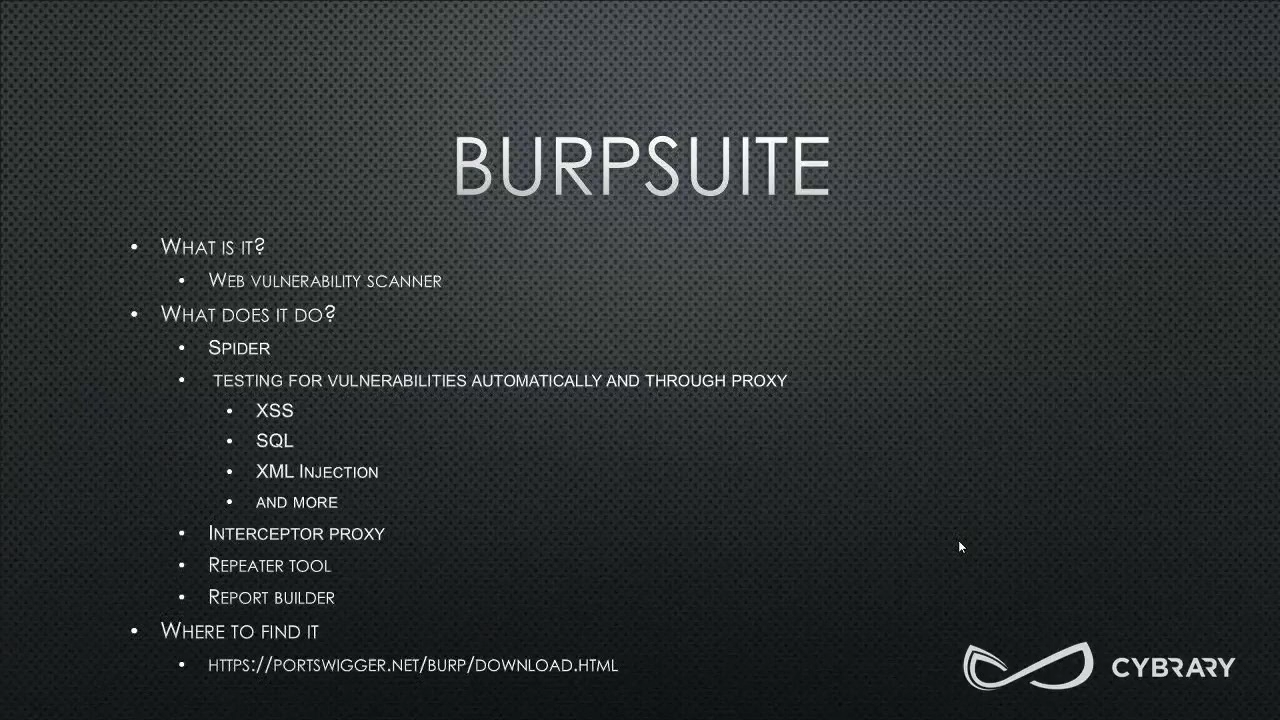 BURPSUITE
• What is it?
• Web vulnerability scanner
• What does it do?
• Spider
• testing for vulnerabilities automatically and through proxy
• XSS
• SQL
• XML Injection
• and more
• Interceptor proxy
• Repeater tool
• Report builder
• Where to find it
• https://portswigger.net/burp/download.html
CYBRARY